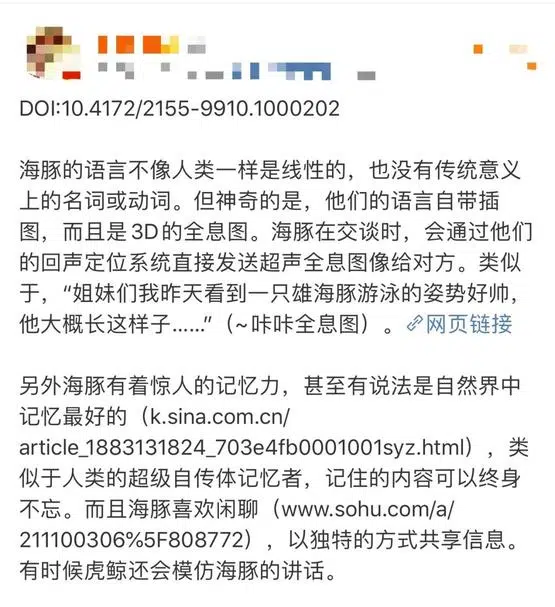 DOI:10.4172/2155-9910.1000202
海豚的语言不像人类一样是线性的，也没有传统意义
上的名词或动词。但神奇的是，他们的语言自带插
图，而且是3D的全息图。海豚在交谈时，会通过他们
的回声定位系统直接发送超声全息图像给对方。类似
于，“姐妹们我昨天看到一只雄海豚游泳的姿势好帅，
他大概长这样子……”（~咔咔全息图）。网页链接
另外海豚有着惊人的记忆力，甚至有说法是自然界中
记忆最好的（k.sina.com.cn/
article_1883131824_703e4fb0001001syz.html），类
似于人类的超级自传体记忆者，记住的内容可以终身
不忘。而且海豚喜欢闲聊（www.sohu.com/a/
211100306%5F808772），以独特的方式共享信息。
有时候虎鲸还会模仿海豚的讲话。